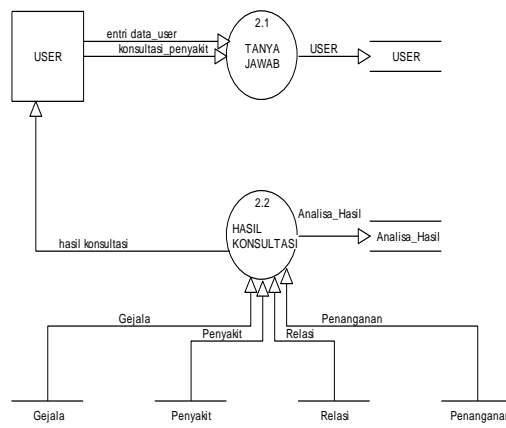 entri data_user
konsultasi_penyakit
USER
2.1
TANYA
JAWAB
USER
USER
2.2
HASIL
KONSULTASI
Analisa_Hasil
Analisa_Hasil
hasil konsultasi
Gejala
Penyakit
Relasi
Penanganan
Gejala
Penyakit
Relasi
Penanganan